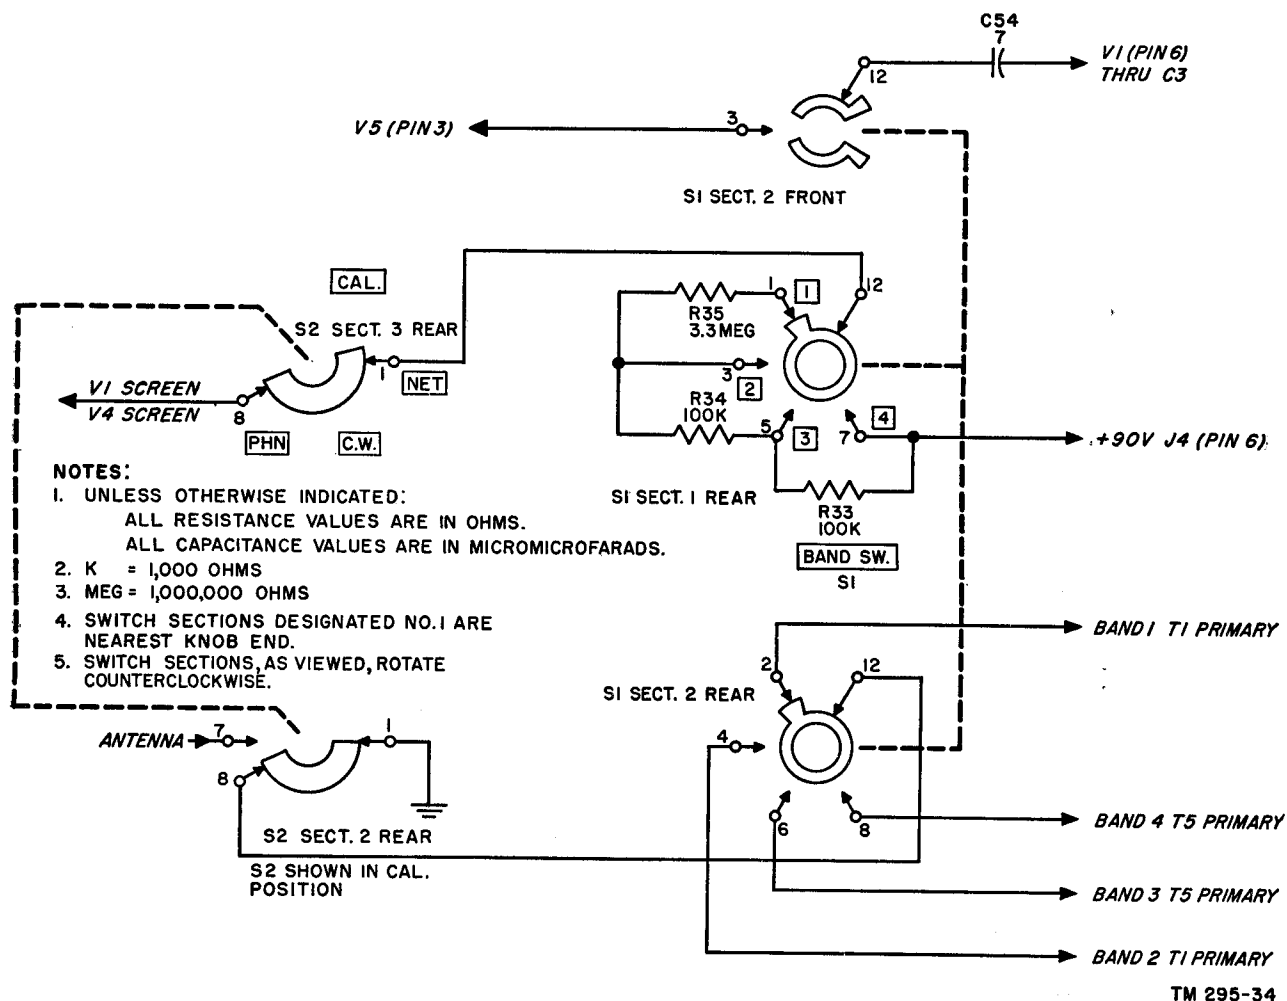 C54
7
V1 (PIN 6)
THRU C3
12
V5 (PIN 3)
3
S1 SECT. 2 FRONT
CAL.
S2 SECT. 3 REAR
1
NET
V1 SCREEN
V4 SCREEN
8
PHN
C.W.
1
1
12
R35
3.3 MEG
3
2
R34
100K
5
3
7
4
+90V J4 (PIN 6)
S1 SECT. 1 REAR
R33
100K
BAND SW.
S1
NOTES:
1. UNLESS OTHERWISE INDICATED:
ALL RESISTANCE VALUES ARE IN OHMS.
ALL CAPACITANCE VALUES ARE IN MICROMICROFARADS.
2. K = 1,000 OHMS
3. MEG = 1,000,000 OHMS
4. SWITCH SECTIONS DESIGNATED NO. 1 ARE
NEAREST KNOB END.
5. SWITCH SECTIONS, AS VIEWED, ROTATE
COUNTERCLOCKWISE.
BAND 1 T1 PRIMARY
2
12
S1 SECT. 2 REAR
4
6
8
BAND 4 T5 PRIMARY
BAND 3 T5 PRIMARY
BAND 2 T1 PRIMARY
ANTENNA
7
1
8
S2 SECT. 2 REAR
S2 SHOWN IN CAL.
POSITION
TM 295-34